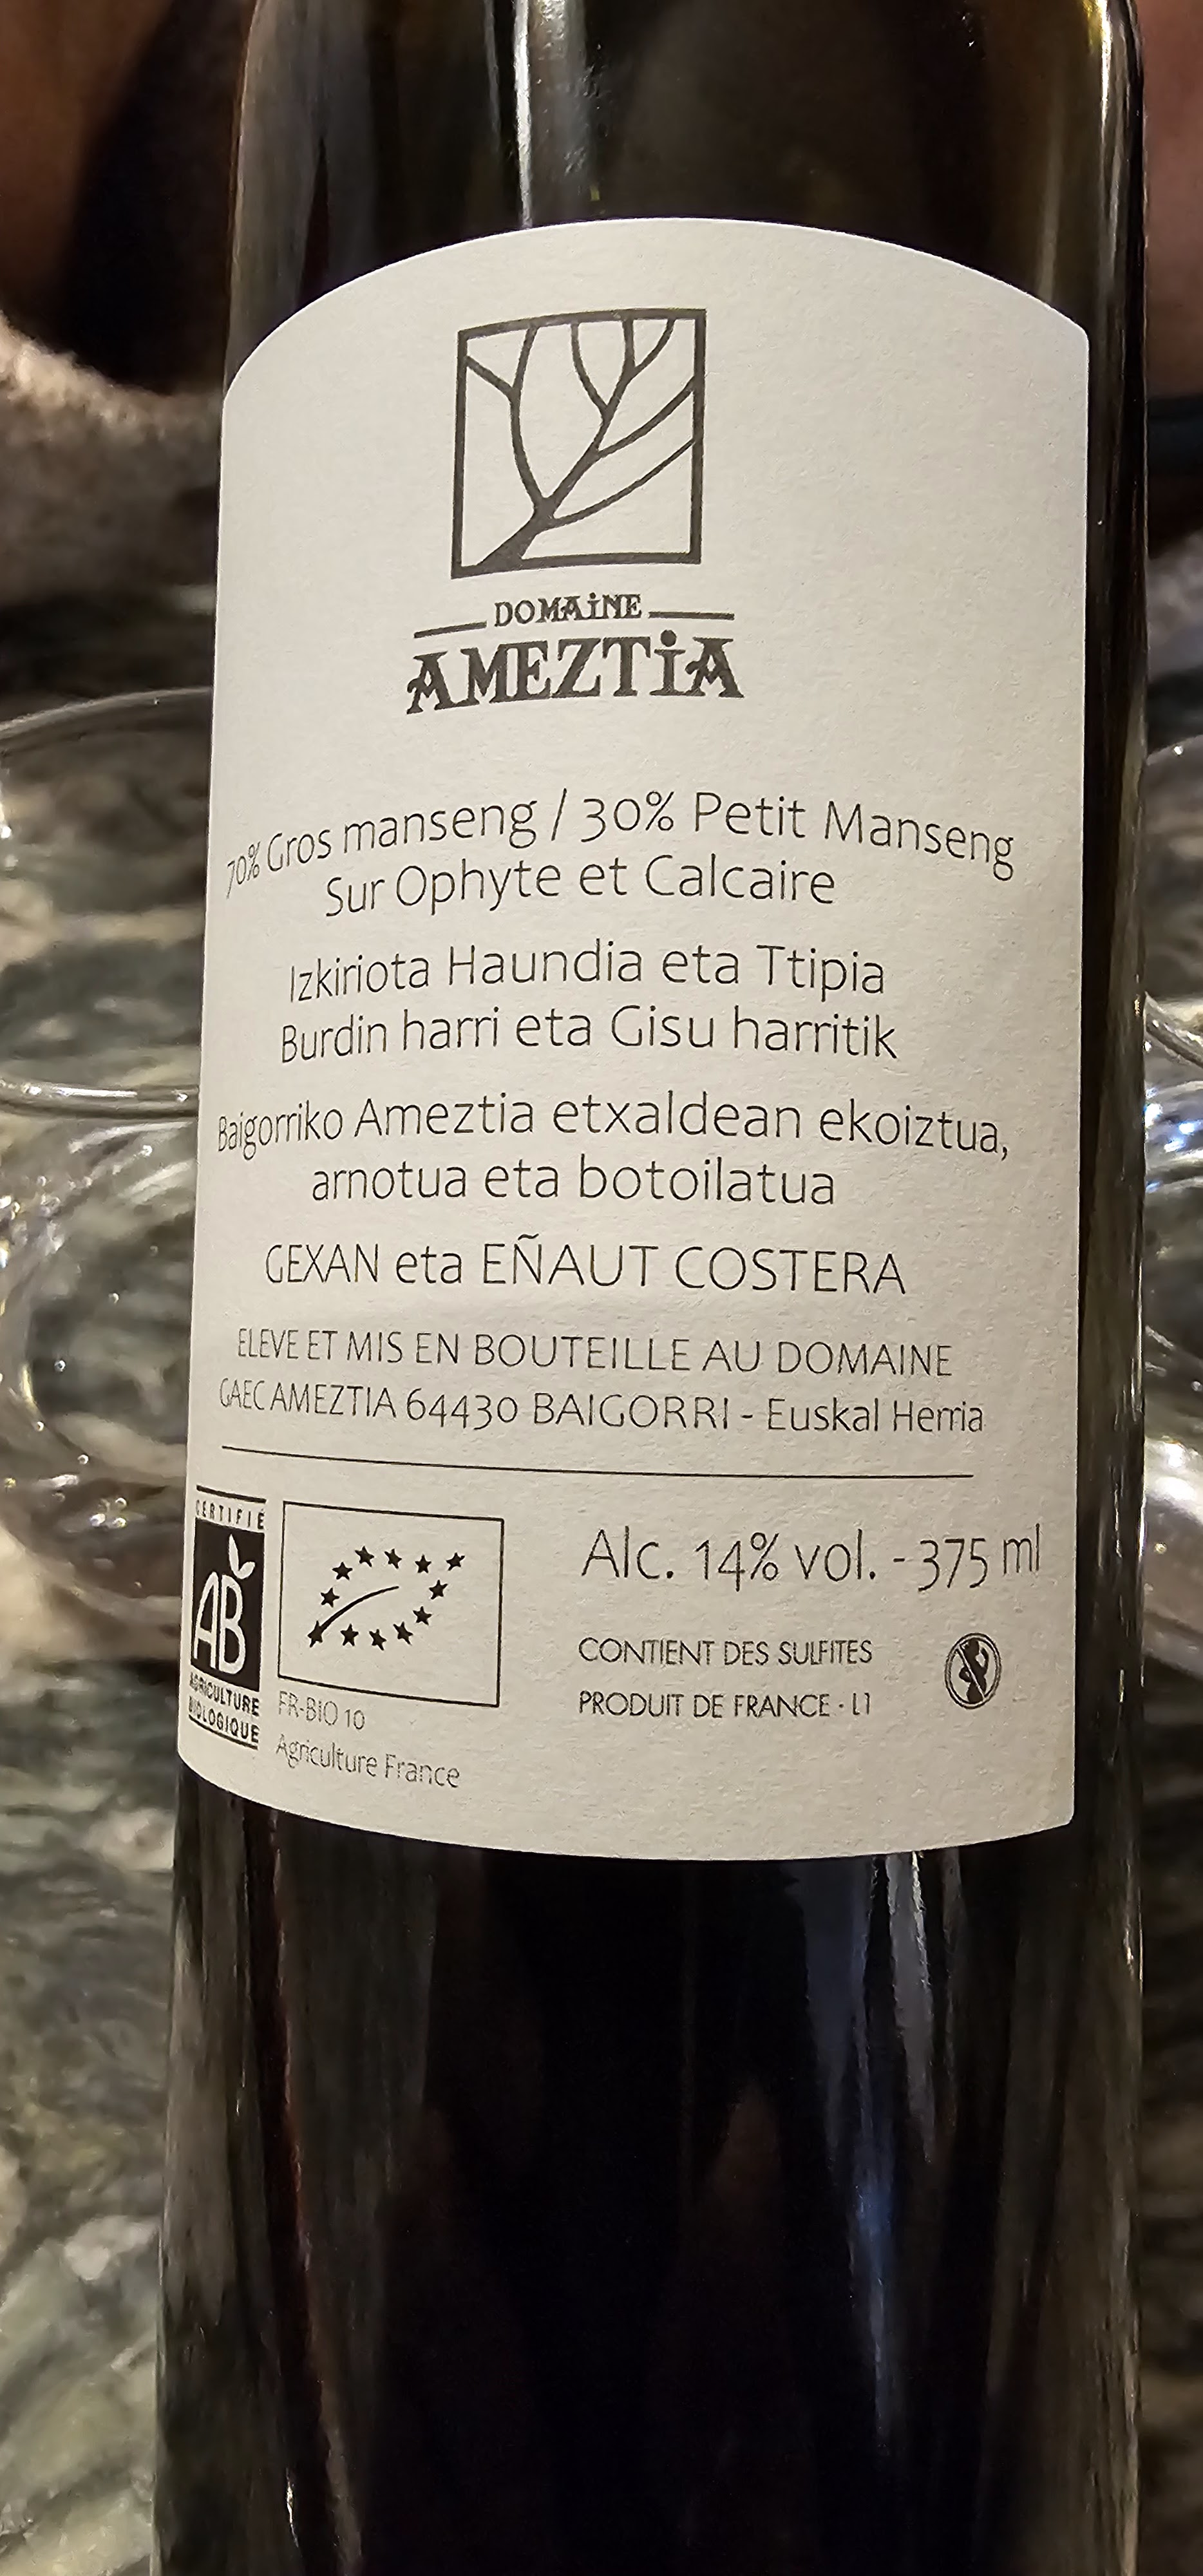 DOMAiNE
AMEZTiA
70% Gros manseng / 30% Petit Manseng
Sur Ophyte et Calcaire
Izkiriota Haundia eta Ttipia
Burdin harri eta Gisu harritik
Baigorriko Ameztia etxaldean ekoiztua,
arnotua eta botoilatua
GEXAN eta EÑAUT COSTERA
ELEVE ET MIS EN BOUTEILLE AU DOMAINE
GAEC AMEZTIA 64430 BAIGORRI - Euskal Herria
CERTIFIÉ
AB
AGRICULTURE
BIOLOGIQUE
FR-BIO 10
Agriculture France
Alc. 14% vol. - 375 ml
CONTIENT DES SULFITES
PRODUIT DE FRANCE · L1